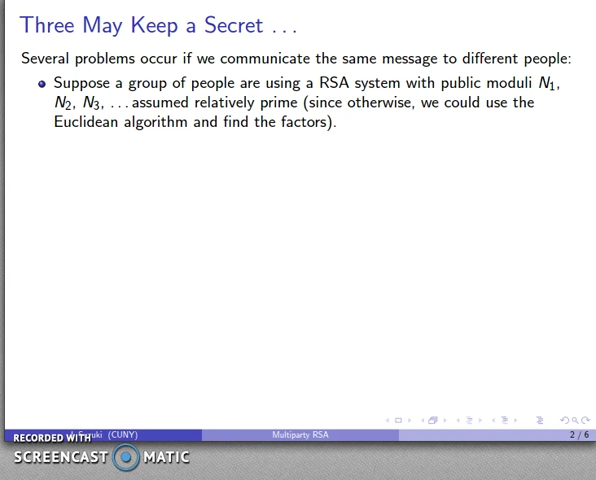 Three May Keep a Secret ...
Several problems occur if we communicate the same message to different people:
Suppose a group of people are using a RSA system with public moduli N₁,
N₂, N₃, ... assumed relatively prime (since otherwise, we could use the
Euclidean algorithm and find the factors).
(CUNY) Multiparty RSA 2 / 6
RECORDED WITH
SCREENCAST MATIC